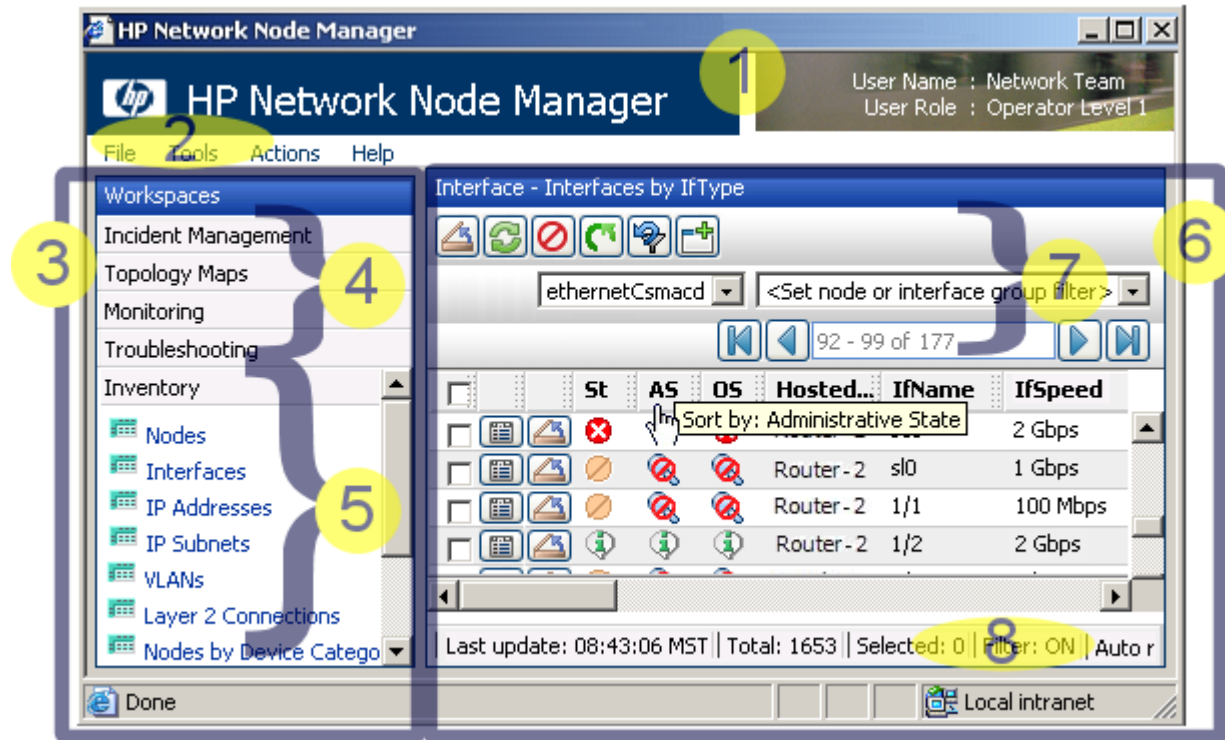 HP Network Node Manager
hp HP Network Node Manager
1
User Name : Network Team
User Role : Operator Level 1
2
File Tools Actions Help
3
Workspaces
Incident Management
4
Topology Maps
Monitoring
Troubleshooting
Inventory
Nodes
Interfaces
IP Addresses
5
IP Subnets
VLANs
Layer 2 Connections
Nodes by Device Catego
Interface - Interfaces by IfType
6
7
ethernetCsmacd <Set node or interface group filter>
92 - 99 of 177
St AS OS Hosted... IfName IfSpeed
Sort by: Administrative State
2 Gbps
Router-2 sl0 1 Gbps
Router-2 1/1 100 Mbps
Router-2 1/2 2 Gbps
8
Last update: 08:43:06 MST Total: 1653 Selected: 0 Filter: ON Auto r
Done Local intranet